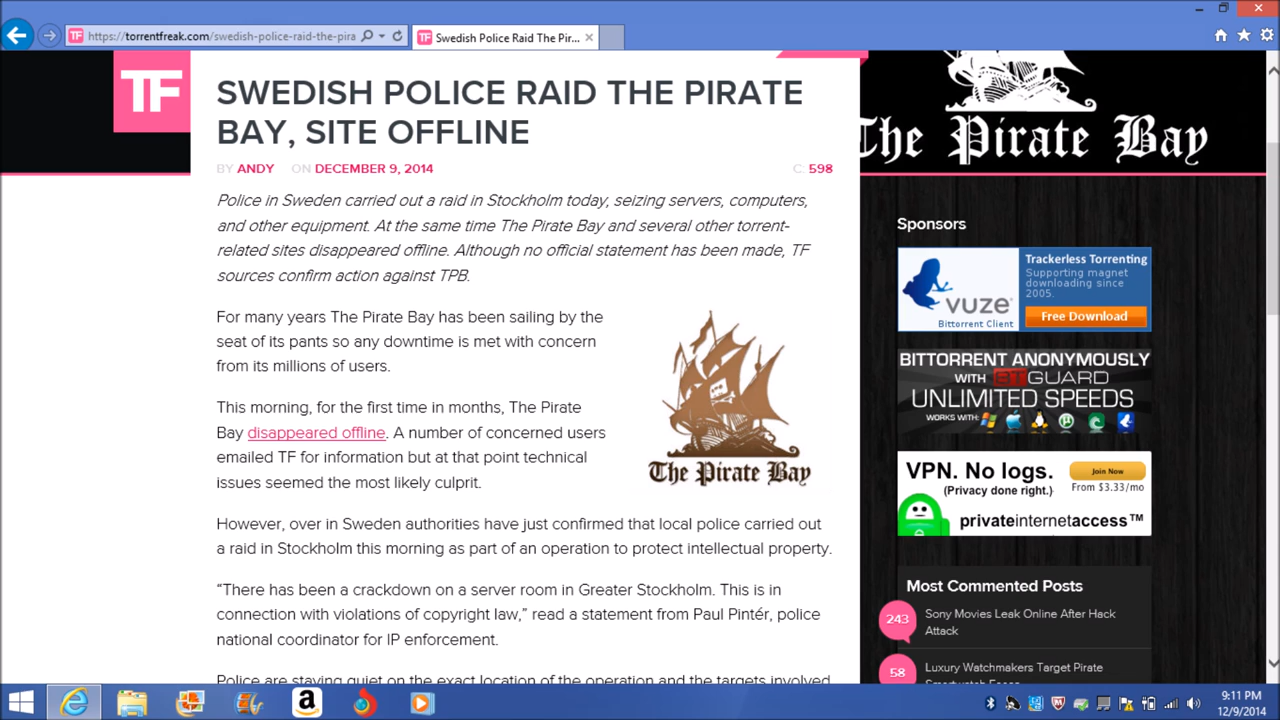 https://torrentfreak.com/swedish-police-raid-the-pira
Swedish Police Raid The Pir...
TF
SWEDISH POLICE RAID THE PIRATE
BAY, SITE OFFLINE
BY ANDY ON DECEMBER 9, 2014
C: 598
Police in Sweden carried out a raid in Stockholm today, seizing servers, computers,
and other equipment. At the same time The Pirate Bay and several other torrent-
related sites disappeared offline. Although no official statement has been made, TF
sources confirm action against TPB.
For many years The Pirate Bay has been sailing by the
seat of its pants so any downtime is met with concern
from its millions of users.
This morning, for the first time in months, The Pirate
Bay disappeared offline. A number of concerned users
emailed TF for information but at that point technical
issues seemed the most likely culprit.
The Pirate Bay
However, over in Sweden authorities have just confirmed that local police carried out
a raid in Stockholm this morning as part of an operation to protect intellectual property.
“There has been a crackdown on a server room in Greater Stockholm. This is in
connection with violations of copyright law,” read a statement from Paul Pintér, police
national coordinator for IP enforcement.
Police are staying quiet on the exact location of the operation and the targets involved
The Pirate Bay
Sponsors
Trackerless Torrenting
Supporting magnet
downloading since
2005.
vuze
Bittorrent Client
Free Download
BITTORRENT ANONYMOUSLY
WITH BTGUARD
UNLIMITED SPEEDS
WORKS WITH:
VPN. No logs.
(Privacy done right.)
Join Now
From $3.33/mo
privateinternetaccess™
Most Commented Posts
243
Sony Movies Leak Online After Hack
Attack
58
Luxury Watchmakers Target Pirate
9:11 PM
12/9/2014